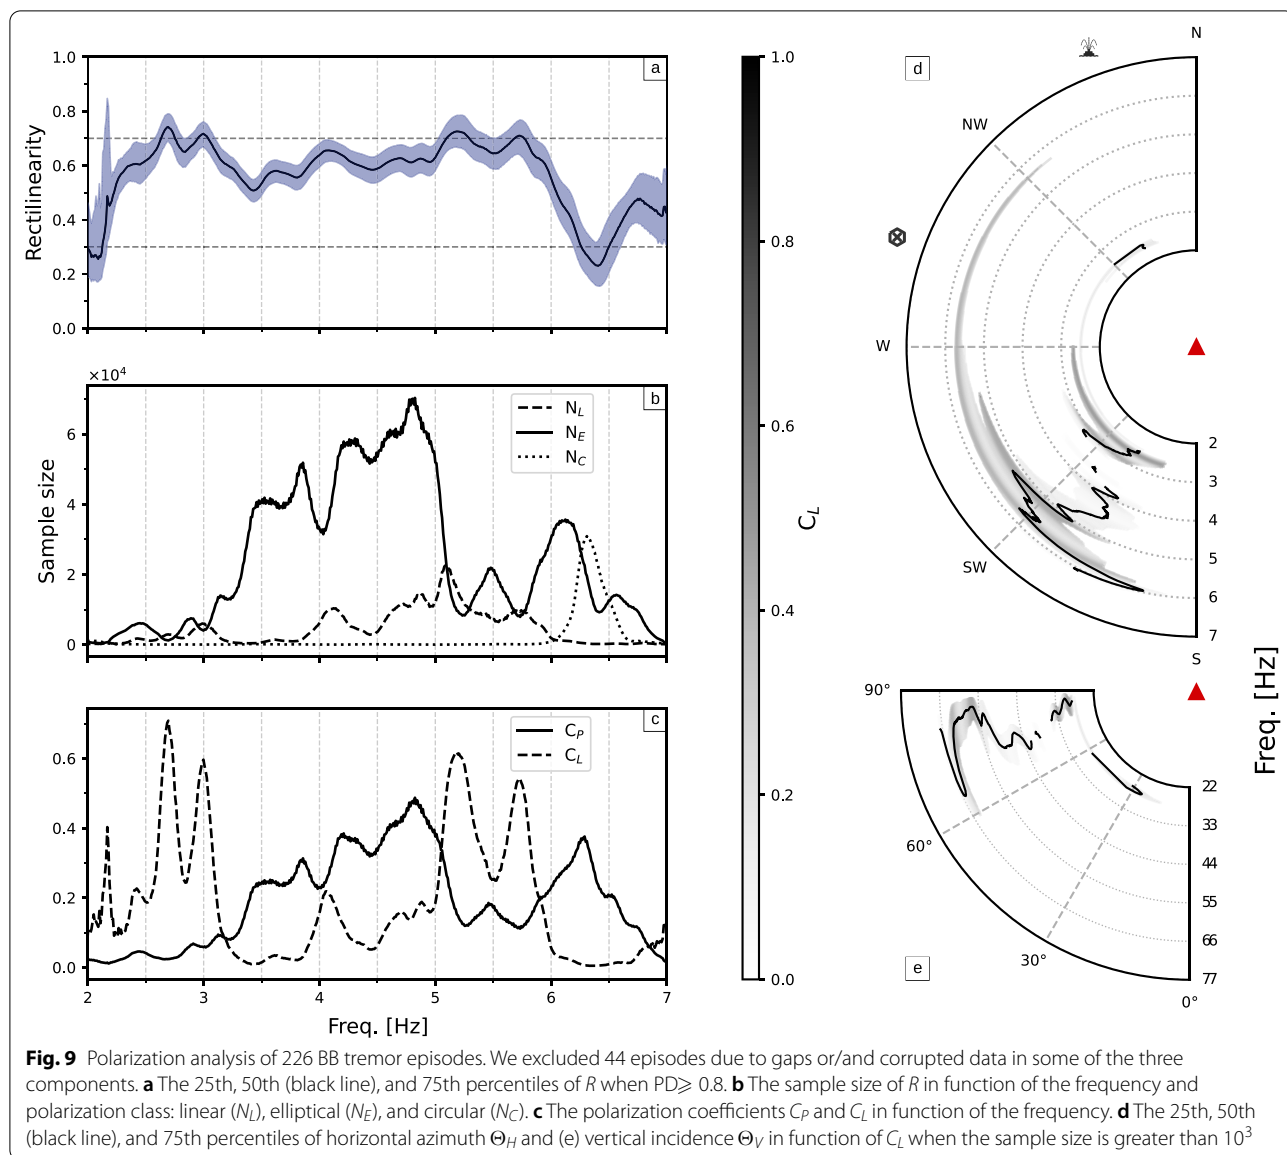 1.0
0.8
0.6
0.4
0.2
0.0
Rectilinearity
a
×10⁴
6
4
2
0
Sample size
b
N_L
N_E
N_C
0.6
0.4
0.2
0.0
c
C_P
C_L
2 3 4 5 6 7
Freq. [Hz]
1.0
0.8
0.6
0.4
0.2
0.0
C_L
d
N
NW
W
SW
S
2
3
4
5
6
7
Freq. [Hz]
90°
60°
30°
0°
22
33
44
55
66
77
e
Fig. 9 Polarization analysis of 226 BB tremor episodes. We excluded 44 episodes due to gaps or/and corrupted data in some of the three
components. a The 25th, 50th (black line), and 75th percentiles of R when PD⩾ 0.8. b The sample size of R in function of the frequency and
polarization class: linear (N_L), elliptical (N_E), and circular (N_C). c The polarization coefficients C_P and C_L in function of the frequency. d The 25th, 50th
(black line), and 75th percentiles of horizontal azimuth Θ_H and (e) vertical incidence Θ_V in function of C_L when the sample size is greater than 10³